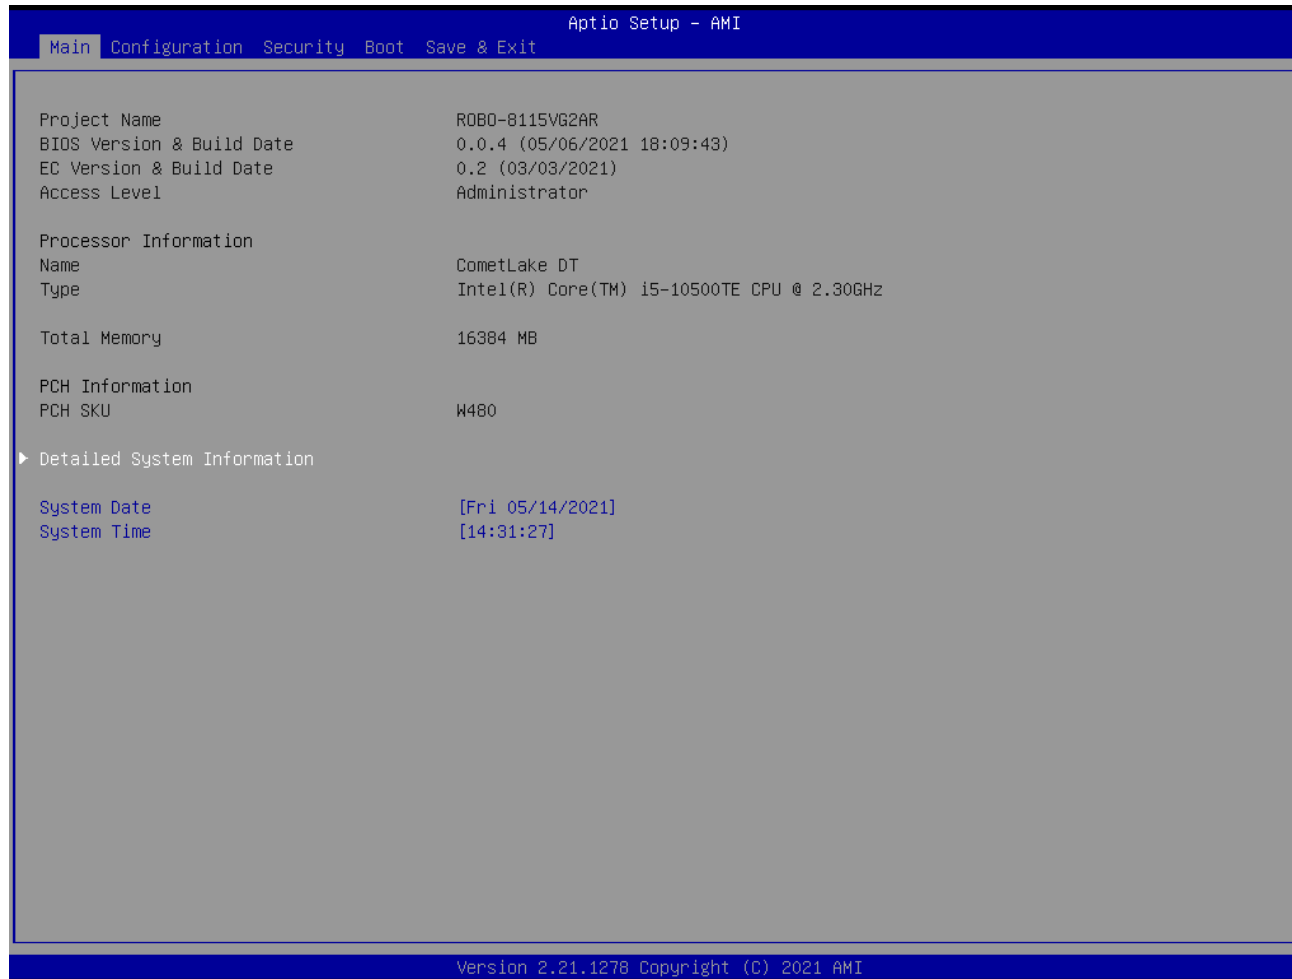 Aptio Setup - AMI
Main Configuration Security Boot Save & Exit
Project Name ROBO-8115VG2AR
BIOS Version & Build Date 0.0.4 (05/06/2021 18:09:43)
EC Version & Build Date 0.2 (03/03/2021)
Access Level Administrator
Processor Information
Name CometLake DT
Type Intel(R) Core(TM) i5-10500TE CPU @ 2.30GHz
Total Memory 16384 MB
PCH Information
PCH SKU W480
Detailed System Information
System Date [Fri 05/14/2021]
System Time [14:31:27]
Version 2.21.1278 Copyright (C) 2021 AMI